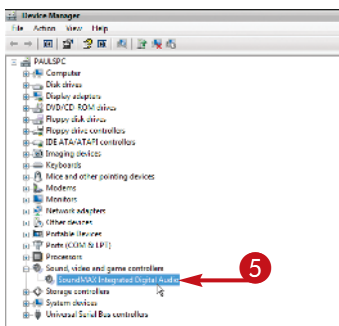 Device Manager
File Action View Help
PAULSPC
Computer
Disk drives
Display adapters
DVD/CD-ROM drives
Floppy disk drives
Floppy drive controllers
IDE ATA/ATAPI controllers
Imaging devices
Keyboards
Mice and other pointing devices
Modems
Monitors
Network adapters
Other devices
Portable Devices
Ports (COM & LPT)
Processors
Sound, video and game controllers
SoundMAX Integrated Digital Audio
5
Storage controllers
System devices
Universal Serial Bus controllers